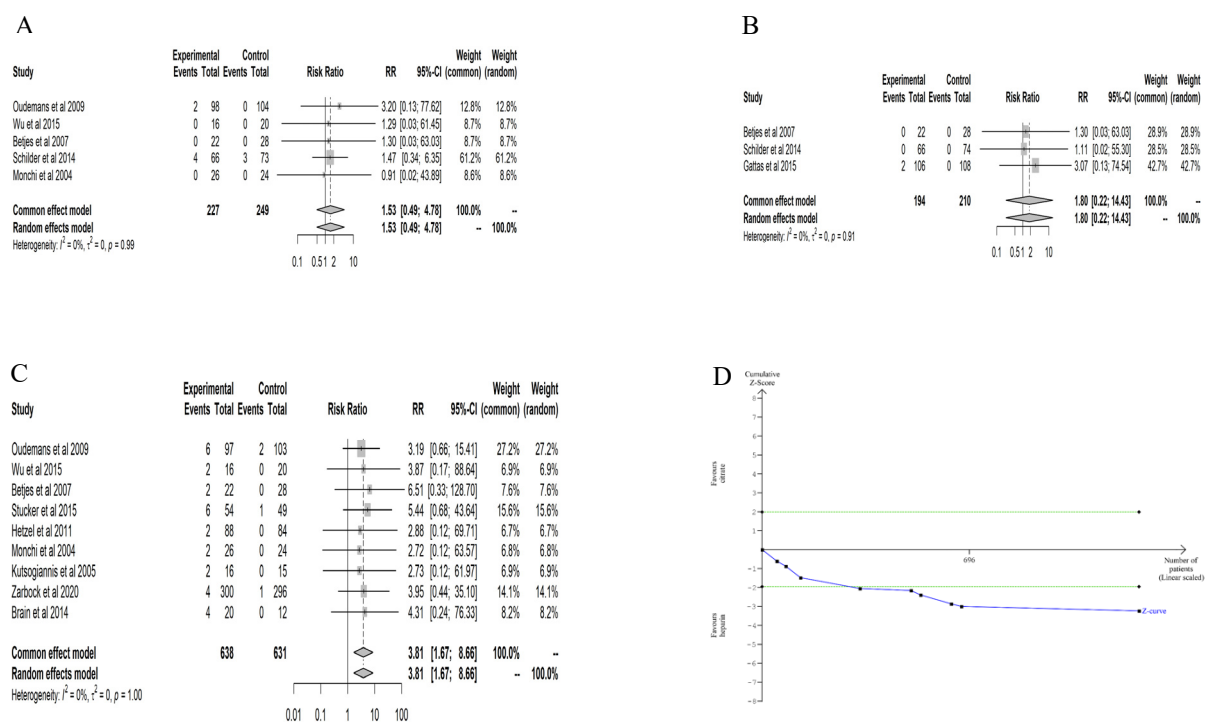 A
Experimental Control Weight Weight
Study Events Total Events Total Risk Ratio RR 95%-CI (common) (random)
Oudemans et al 2009 2 98 0 104 3.20 [0.13; 77.62] 12.8% 12.8%
Wu et al 2015 0 16 0 20 1.29 [0.03; 61.45] 8.7% 8.7%
Betjes et al 2007 0 22 0 28 1.30 [0.03; 63.03] 8.7% 8.7%
Schilder et al 2014 4 66 3 73 1.47 [0.34; 6.35] 61.2% 61.2%
Monchi et al 2004 0 26 0 24 0.91 [0.02; 43.89] 8.6% 8.6%
Common effect model 227 249 1.53 [0.49; 4.78] 100.0% --
Random effects model 1.53 [0.49; 4.78] -- 100.0%
Heterogeneity: I² = 0%, τ² = 0, p = 0.99
0.1 0.5 1 2 10
B
Experimental Control Weight Weight
Study Events Total Events Total Risk Ratio RR 95%-CI (common) (random)
Betjes et al 2007 0 22 0 28 1.30 [0.03; 63.03] 28.9% 28.9%
Schilder et al 2014 0 66 0 74 1.11 [0.02; 55.30] 28.5% 28.5%
Gattas et al 2015 2 106 0 108 3.07 [0.13; 74.54] 42.7% 42.7%
Common effect model 194 210 1.80 [0.22; 14.43] 100.0% --
Random effects model 1.80 [0.22; 14.43] -- 100.0%
Heterogeneity: I² = 0%, τ² = 0, p = 0.91
0.1 0.5 1 2 10
C
Experimental Control Weight Weight
Study Events Total Events Total Risk Ratio RR 95%-CI (common) (random)
Oudemans et al 2009 6 97 2 103 3.19 [0.66; 15.41] 27.2% 27.2%
Wu et al 2015 2 16 0 20 3.87 [0.17; 88.64] 6.9% 6.9%
Betjes et al 2007 2 22 0 28 6.51 [0.33; 128.70] 7.6% 7.6%
Stucker et al 2015 6 54 1 49 5.44 [0.68; 43.64] 15.6% 15.6%
Hetzel et al 2011 2 88 0 84 2.88 [0.12; 69.71] 6.7% 6.7%
Monchi et al 2004 2 26 0 24 2.72 [0.12; 63.57] 6.8% 6.8%
Kutsogiannis et al 2005 2 16 0 15 2.73 [0.12; 61.97] 6.9% 6.9%
Zarbock et al 2020 4 300 1 296 3.95 [0.44; 35.10] 14.1% 14.1%
Brain et al 2014 4 20 0 12 4.31 [0.24; 76.33] 8.2% 8.2%
Common effect model 638 631 3.81 [1.67; 8.66] 100.0% --
Random effects model 3.81 [1.67; 8.66] -- 100.0%
Heterogeneity: I² = 0%, τ² = 0, p = 1.00
0.01 0.1 1 10 100
D
Cumulative
Z-Score
8
7
6
5
4
3
2
1
-1
-2
-3
-4
-5
-6
-7
-8
Favours
citrate
Favours
heparin
696
Number of
patients
(Linear scaled)
Z-curve